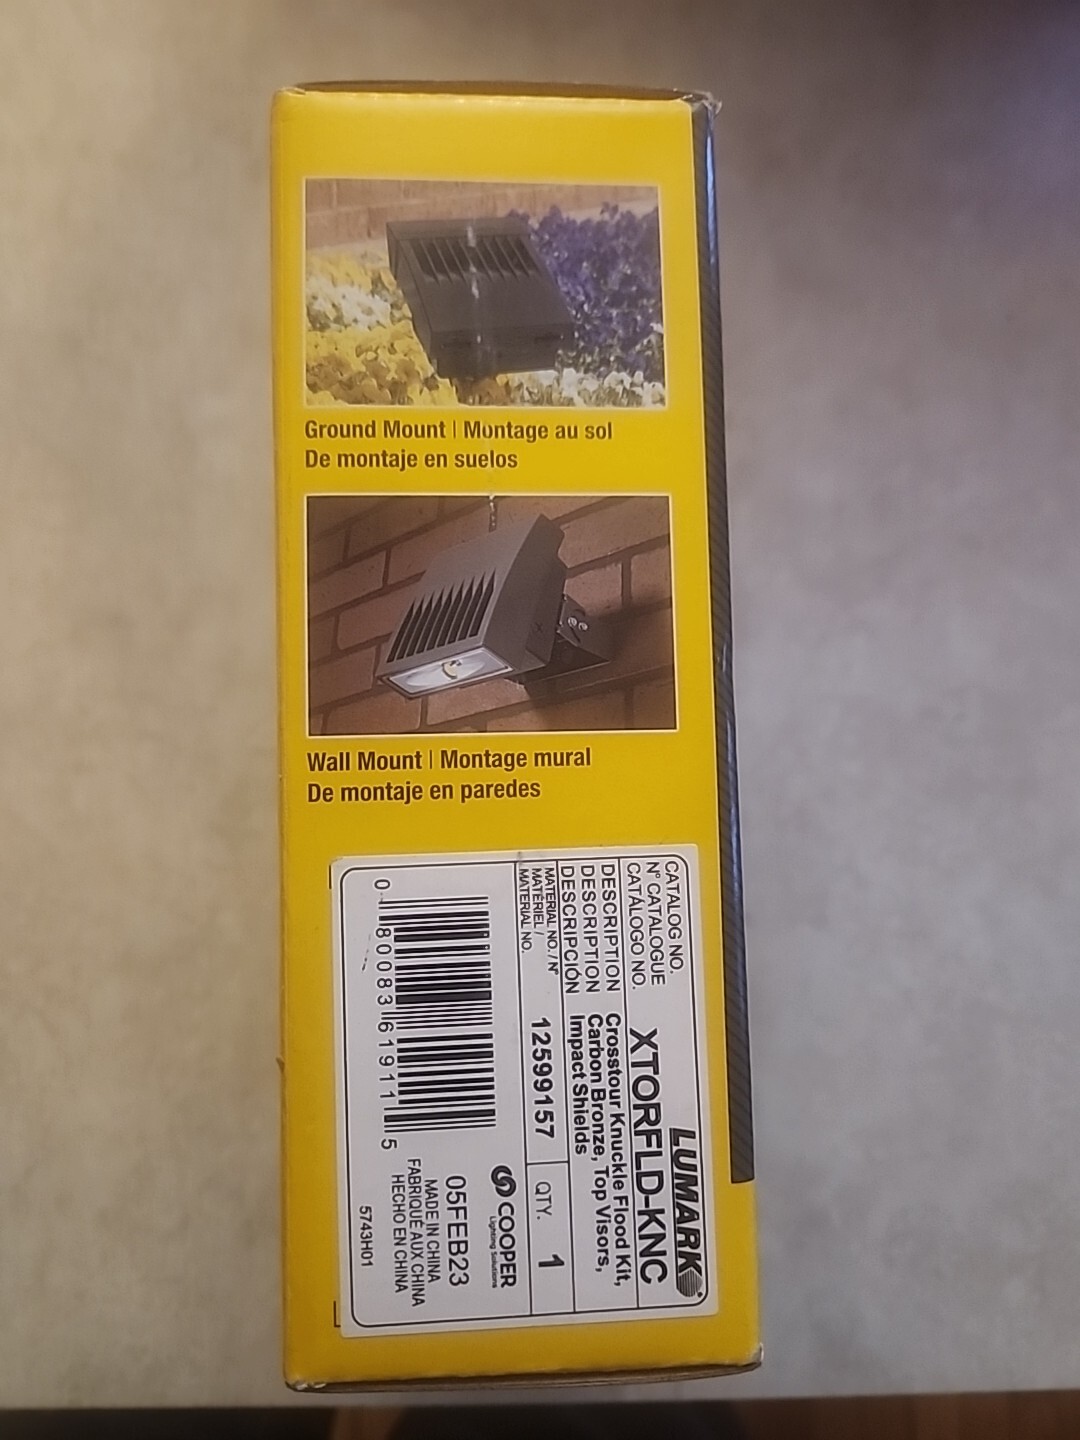 Ground Mount | Montage au sol
De montaje en suelos
Wall Mount | Montage mural
De montaje en paredes
LUMARK
CATALOG NO.
N° CATALOGUE
CATÁLOGO NO.
XTORFLD-KNC
DESCRIPTION
DESCRIPTION
DESCRIPCIÓN
Crosstour Knuckle Flood Kit,
Carbon Bronze, Top Visors,
Impact Shields
MATERIAL NO. / N°
MATÉRIEL /
MATERIAL NO.
12599157
QTY. 1
COOPER
Lighting Solutions
05FEB23
MADE IN CHINA
FABRIQUÉ AUX CHINA
HECHO EN CHINA
0 80083 61911 5
5743H01